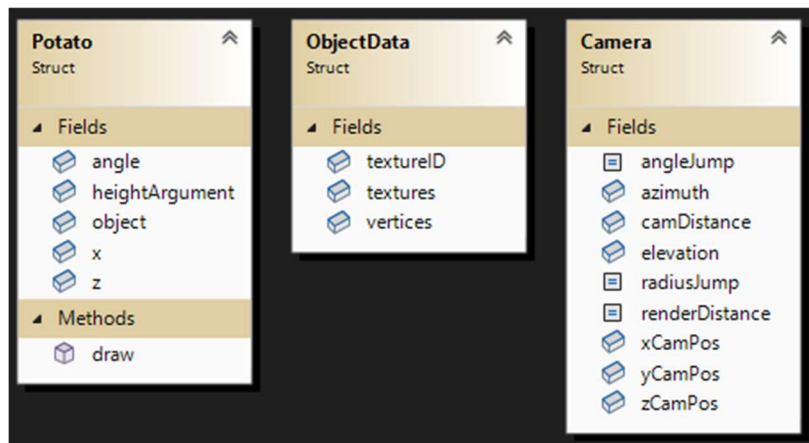 Potato
Struct
Fields
angle
heightArgument
object
x
z
Methods
draw
ObjectData
Struct
Fields
textureID
textures
vertices
Camera
Struct
Fields
angleJump
azimuth
camDistance
elevation
radiusJump
renderDistance
xCamPos
yCamPos
zCamPos